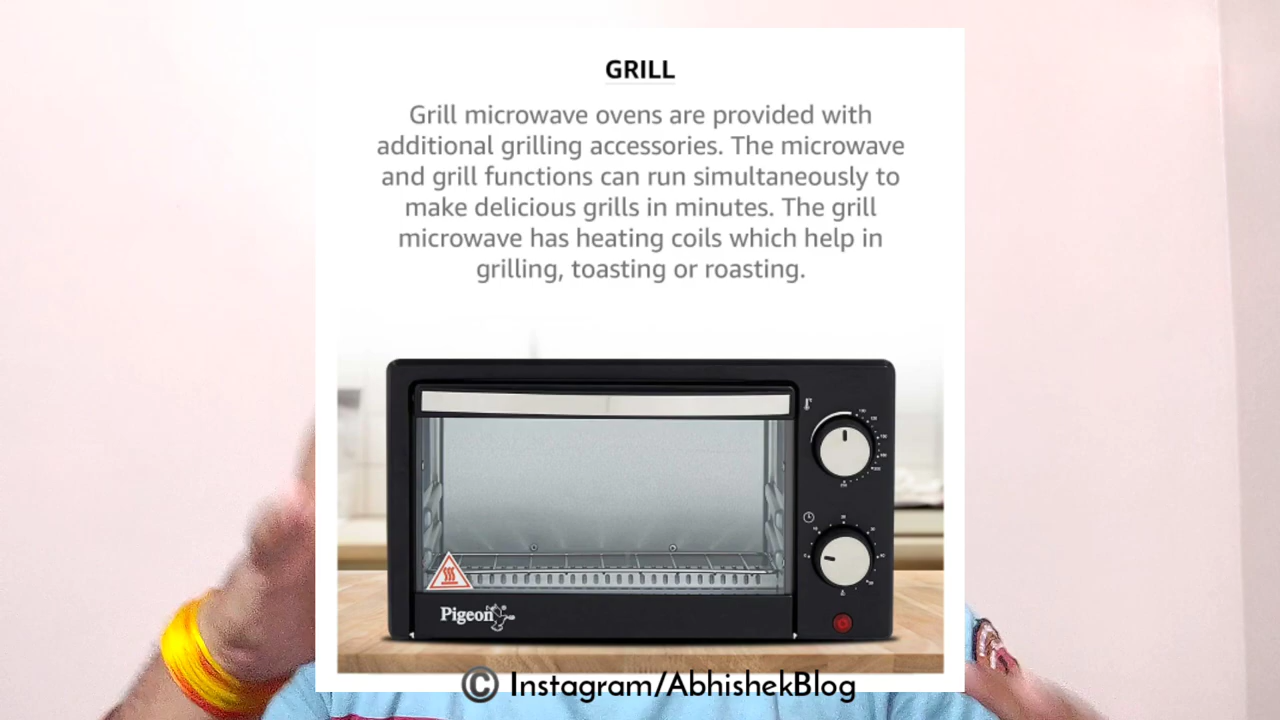 GRILL
Grill microwave ovens are provided with
additional grilling accessories. The microwave
and grill functions can run simultaneously to
make delicious grills in minutes. The grill
microwave has heating coils which help in
grilling, toasting or roasting.
Pigeon
© Instagram/AbhishekBlog